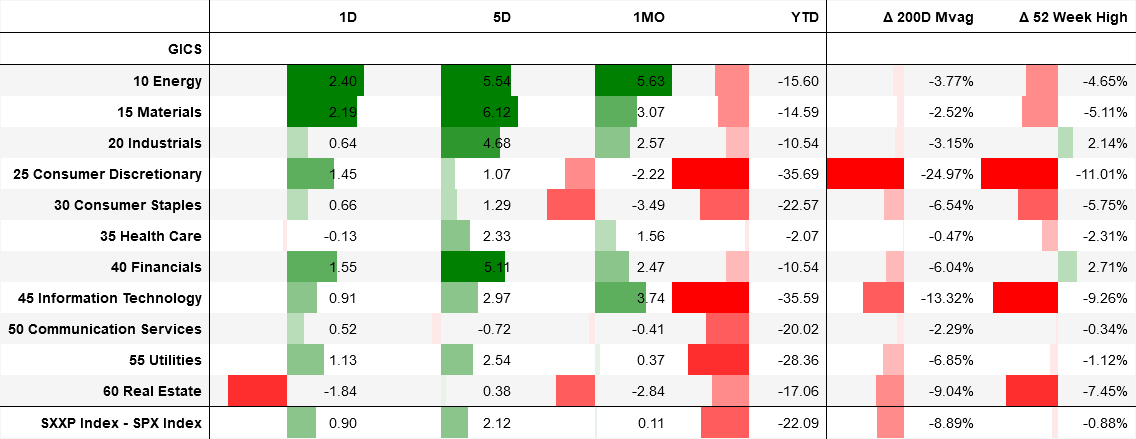 1D 5D 1MO YTD Δ 200D Mvag Δ 52 Week High
GICS
10 Energy 2.40 5.54 5.63 -15.60 -3.77% -4.65%
15 Materials 2.19 6.12 3.07 -14.59 -2.52% -5.11%
20 Industrials 0.64 4.68 2.57 -10.54 -3.15% 2.14%
25 Consumer Discretionary 1.45 1.07 -2.22 -35.69 -24.97% -11.01%
30 Consumer Staples 0.66 1.29 -3.49 -22.57 -6.54% -5.75%
35 Health Care -0.13 2.33 1.56 -2.07 -0.47% -2.31%
40 Financials 1.55 5.11 2.47 -10.54 -6.04% 2.71%
45 Information Technology 0.91 2.97 3.74 -35.59 -13.32% -9.26%
50 Communication Services 0.52 -0.72 -0.41 -20.02 -2.29% -0.34%
55 Utilities 1.13 2.54 0.37 -28.36 -6.85% -1.12%
60 Real Estate -1.84 0.38 -2.84 -17.06 -9.04% -7.45%
SXXP Index - SPX Index 0.90 2.12 0.11 -22.09 -8.89% -0.88%